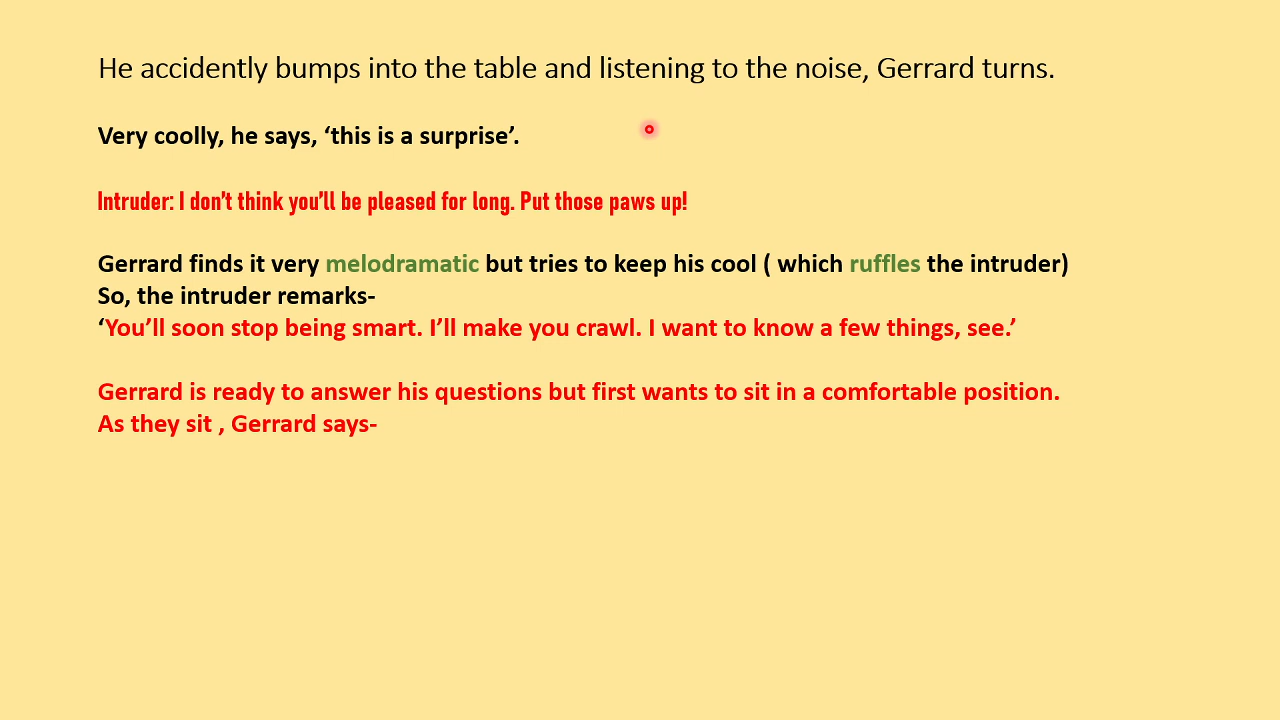 He accidently bumps into the table and listening to the noise, Gerrard turns.
Very coolly, he says, ‘this is a surprise’.
Intruder: I don’t think you’ll be pleased for long. Put those paws up!
Gerrard finds it very melodramatic but tries to keep his cool ( which ruffles the intruder)
So, the intruder remarks-
‘You’ll soon stop being smart. I’ll make you crawl. I want to know a few things, see.’
Gerrard is ready to answer his questions but first wants to sit in a comfortable position.
As they sit , Gerrard says-